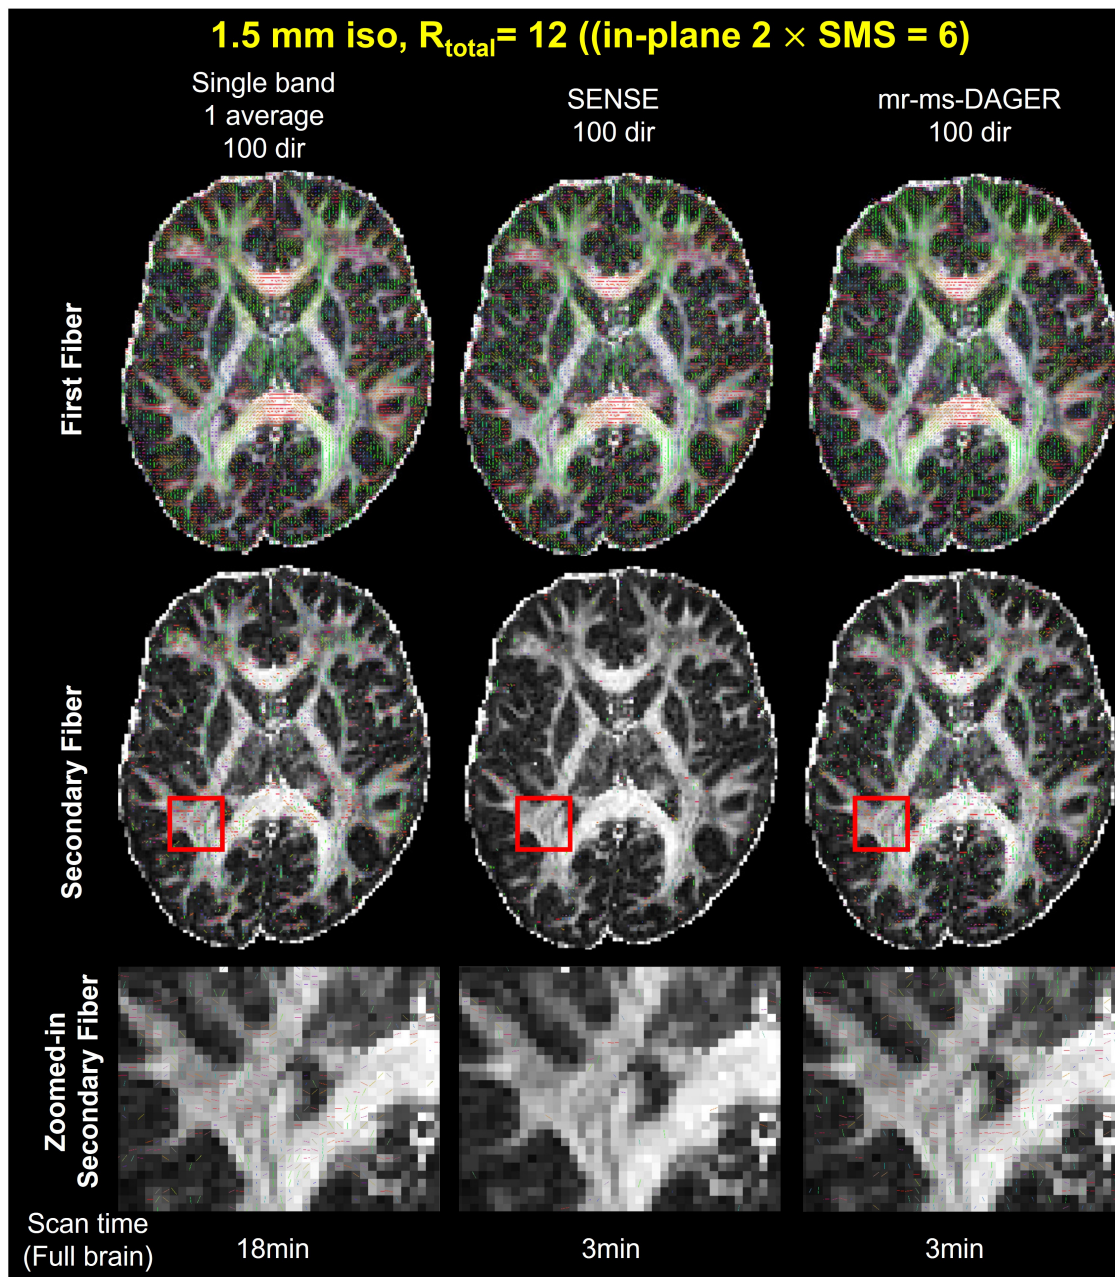 1.5 mm iso, Rtotal= 12 ((in-plane 2 × SMS = 6)
Single band
1 average
100 dir
SENSE
100 dir
mr-ms-DAGER
100 dir
First Fiber
Secondary Fiber
Zoomed-in
Secondary Fiber
Scan time
(Full brain)
18min
3min
3min